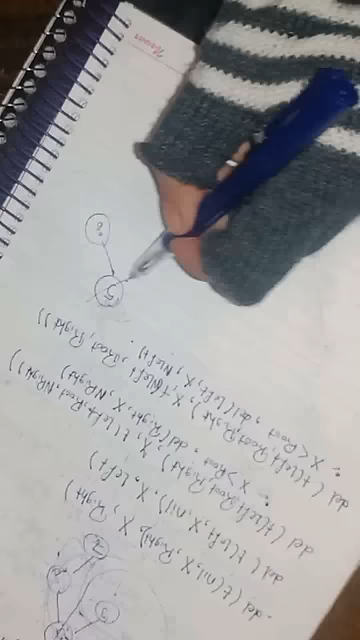 del (t(nil, X, Right), X, Right)
del (t(left, X, nil), X, left)
del (t(left, Root, Right), X, t(left, Root, NRight))
:- X > Root, del(Right, X, NRight)
del (t(left, Root, Right), X, t(Nleft, Root, Right))
:- X < Root, del(left, X, Nleft).
5
8